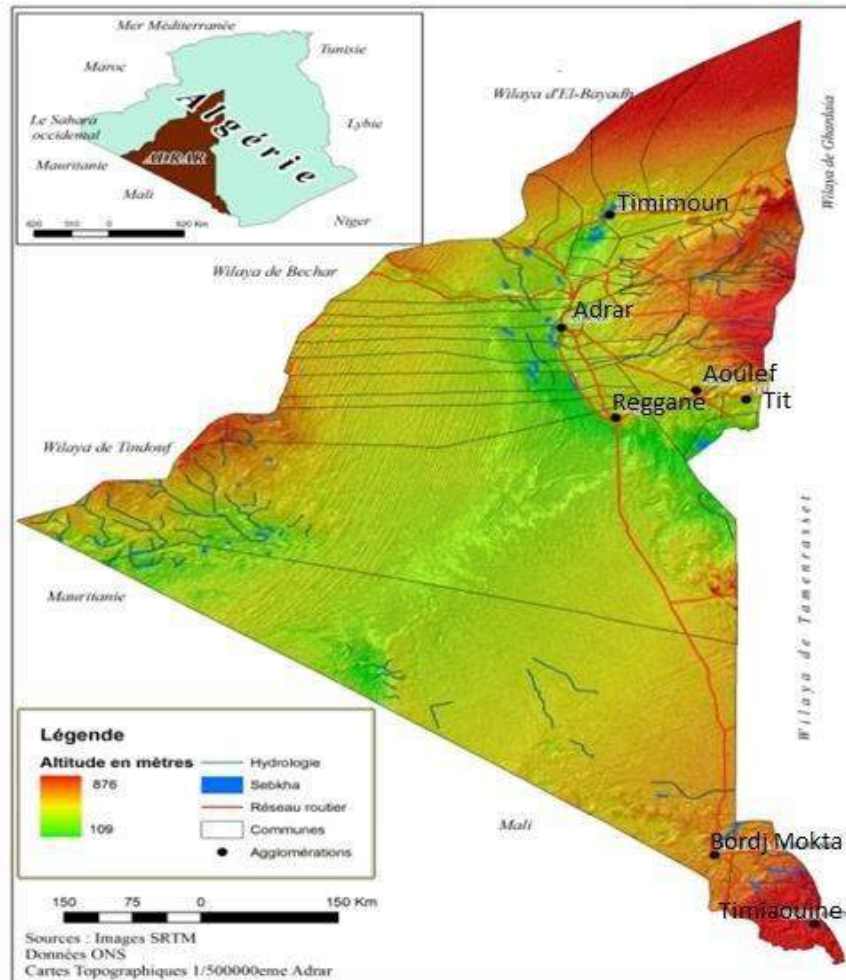 Mer Méditerranée
Tunisie
Maroc
Algérie
Le Sahara
occidental
Lybie
ADRAR
Mauritanie
Mali
Niger
Wilaya d'El-Bayadh
Wilaya de Ghardaia
Timimoun
Wilaya de Bechar
Adrar
Aoulef
Tit
Reggane
Wilaya de Tindouf
Mauritanie
Wilaya de Tamenrasset
Mali
Bordj Mokta
Timiaouine
Légende
Altitude en mètres
876
109
Hydrologie
Sebkha
Réseau routier
Communes
Agglomérations
150 75 0 150 Km
Sources : Images SRTM
Données ONS
Cartes Topographiques 1/500000eme Adrar